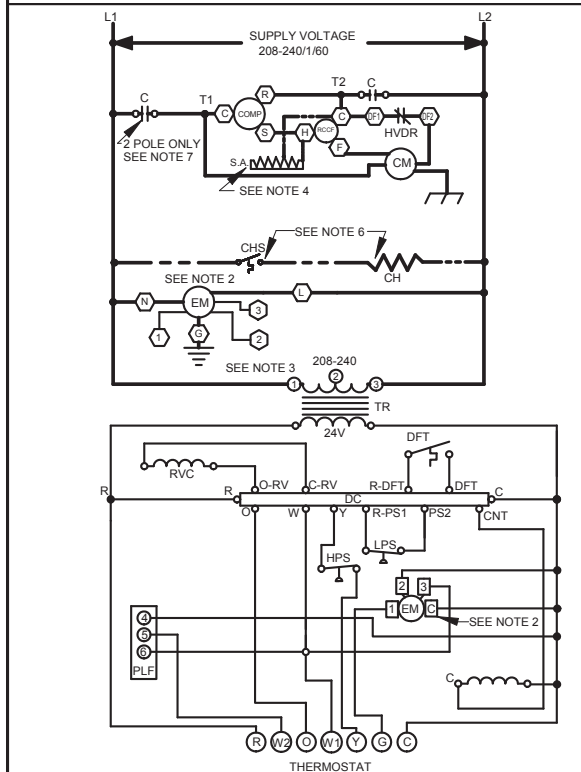 L1 L2
SUPPLY VOLTAGE
208-240/1/60
T2 C
C T1 R
C COMP C DF1 DF2
HVDR
2 POLE ONLY
SEE NOTE 7
S H RCCF
F
S.A. CM
SEE NOTE 4
SEE NOTE 6
CHS
CH
SEE NOTE 2
N EM L
3
1 G 2
SEE NOTE 3 208-240
1 2 3
TR
24V
DFT
RVC
R R O-RV C-RV R-DFT DFT C
DC
O W Y R-PS1 PS2 CNT
LPS
HPS
2 3
1 EM C
SEE NOTE 2
4
5
6
PLF
C
R W2 O W1 Y G C
THERMOSTAT